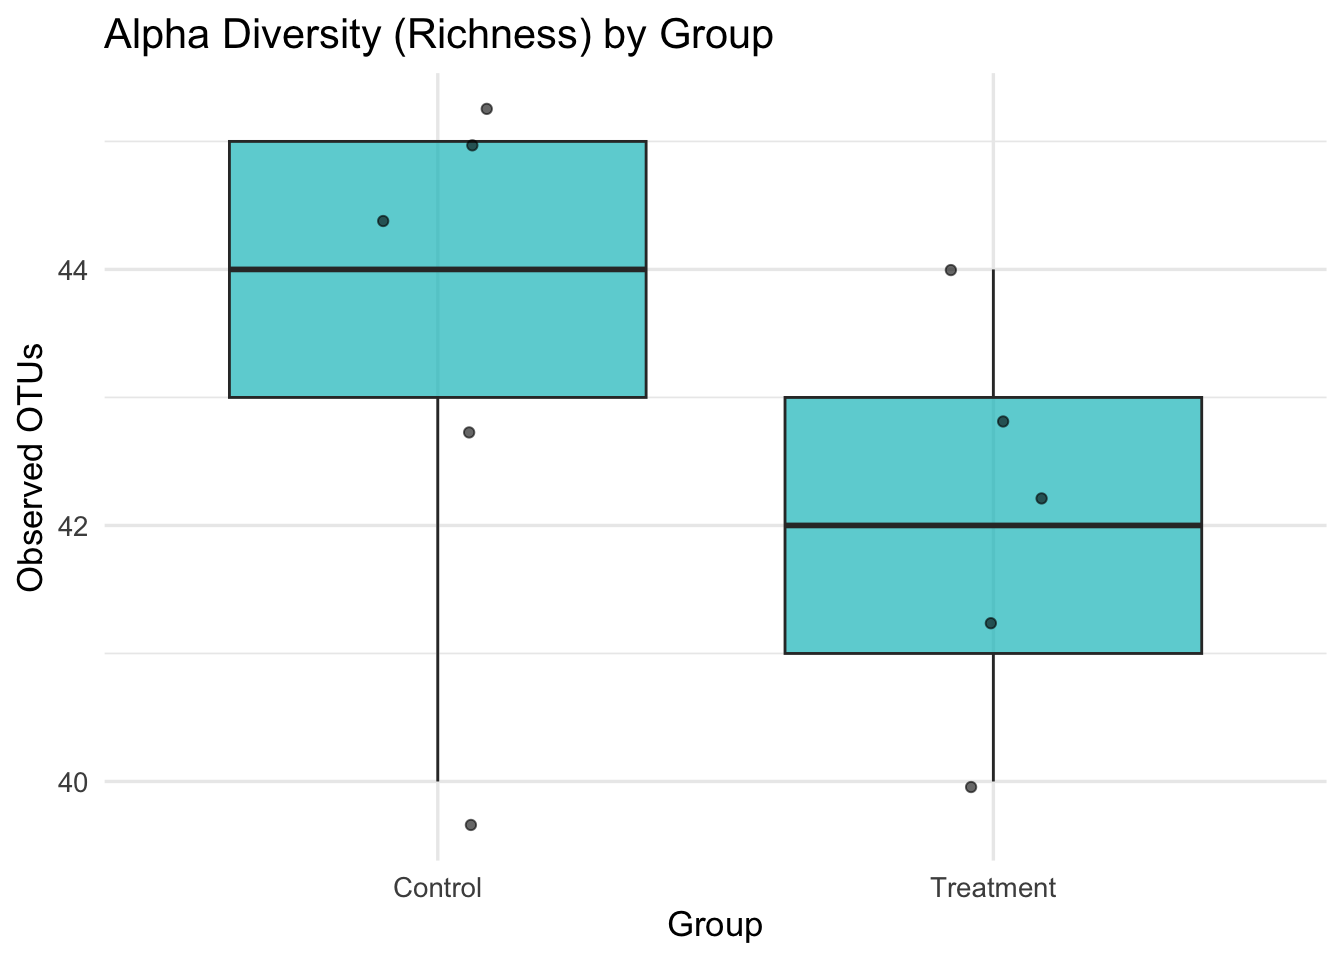 Alpha Diversity (Richness) by Group
Observed OTUs
44
42
40
Control
Treatment
Group